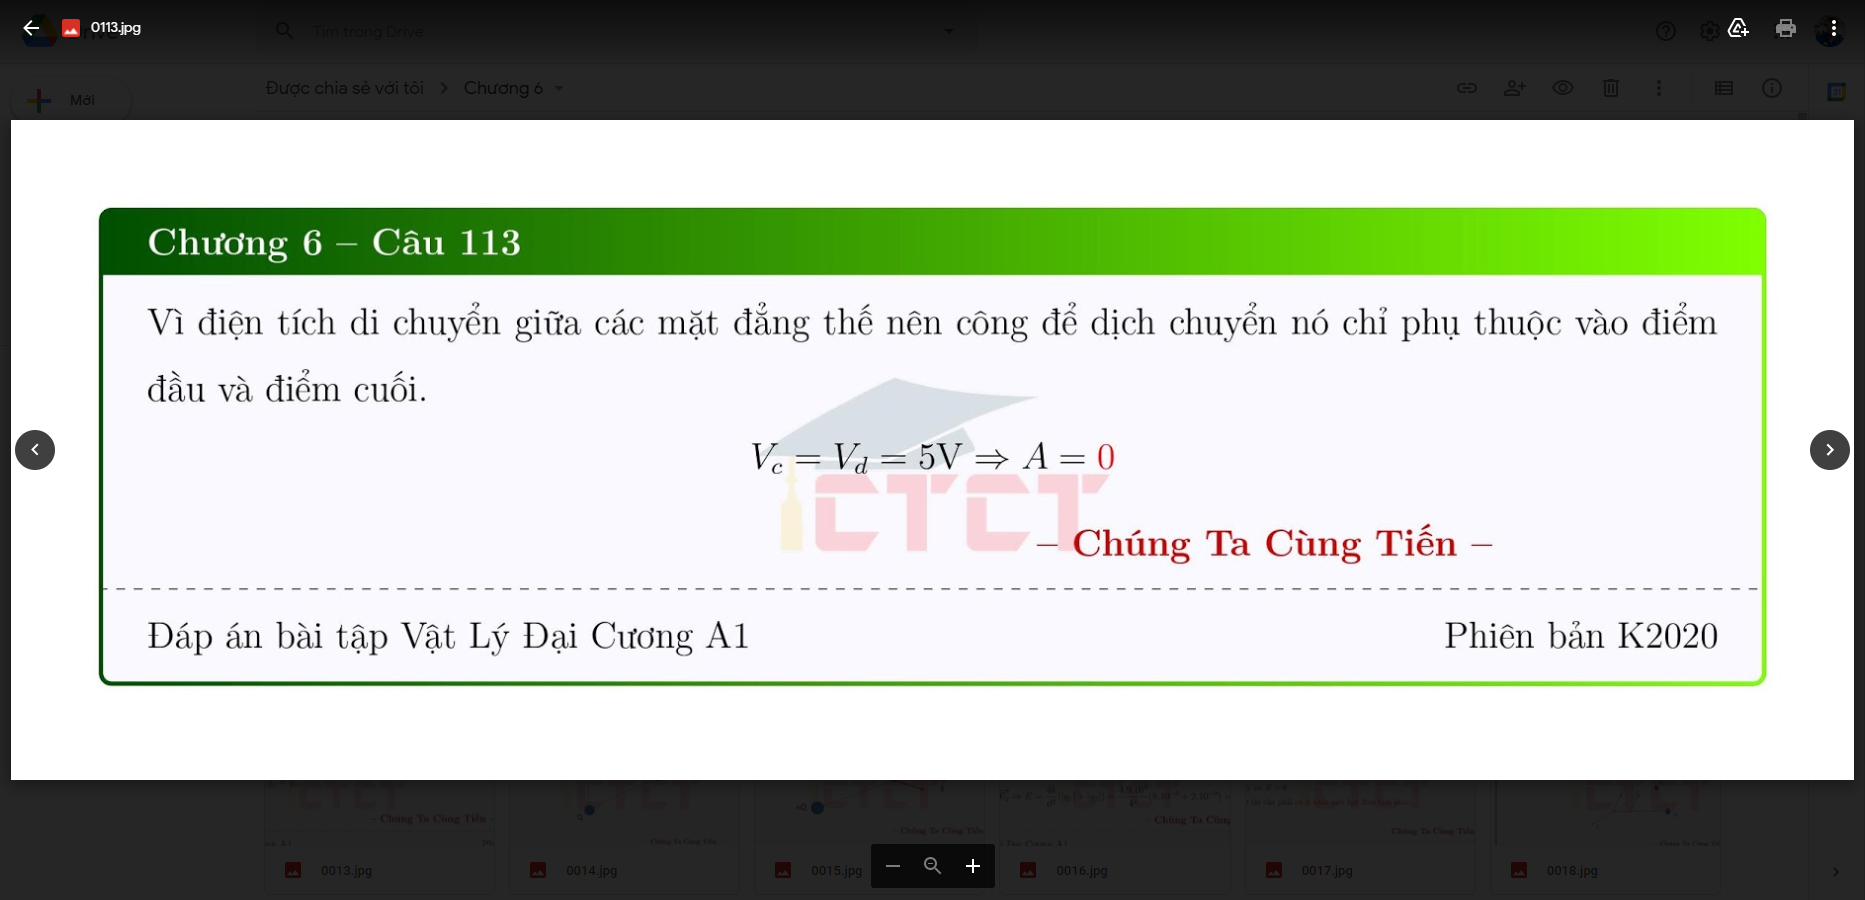 0113.jpg
Tìm trong Drive
Mới
Được chia sẻ với tôi > Chương 6
Chương 6 – Câu 113
Vì điện tích di chuyển giữa các mặt đẳng thế nên công để dịch chuyển nó chỉ phụ thuộc vào điểm
đầu và điểm cuối.
V_c = V_d = 5V ⇒ A = 0
CTCT
– Chúng Ta Cùng Tiến –
Đáp án bài tập Vật Lý Đại Cương A1
Phiên bản K2020
– Chúng Ta Cùng Tiến –
0013.jpg
0014.jpg
0015.jpg
0016.jpg
0017.jpg
0018.jpg